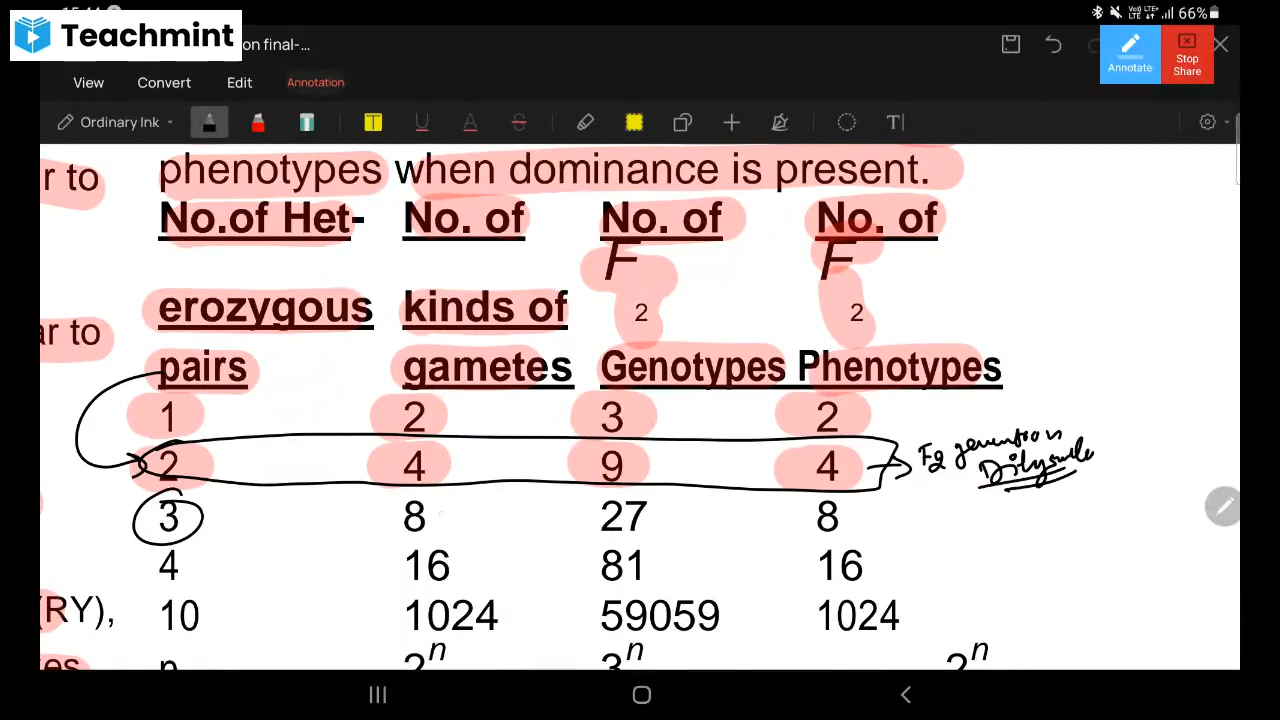 Teachmint
on final-...
66%
View Convert Edit Annotation
Annotate
Stop Share
Ordinary Ink
r to
phenotypes when dominance is present.
No.of Het- No. of No. of No. of
F F
erozygous kinds of 2 2
ar to
pairs gametes Genotypes Phenotypes
1 2 3 2
2 4 9 4
F2 generation
3 8 27 8
4 16 81 16
(RY), 10 1024 59059 1024
n 2n 3n 2n